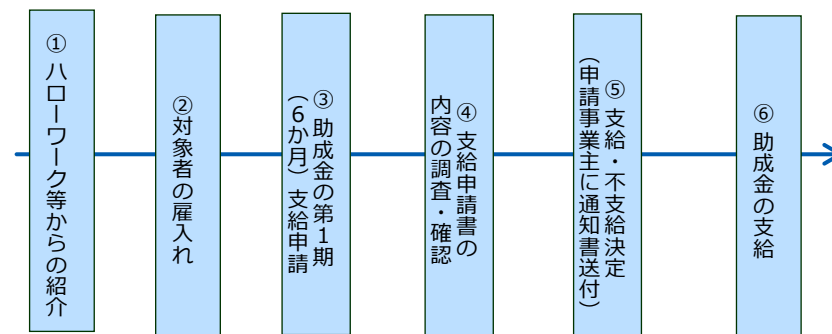 ① ハローワーク等からの紹介
②対象者の雇入れ
③ 助成金の第1期
(6か月)支給申請
④ 支給申請書の
内容の調査・確認
⑤ 支給・不支給決定
(申請事業主に通知書送付)
⑥ 助成金の支給